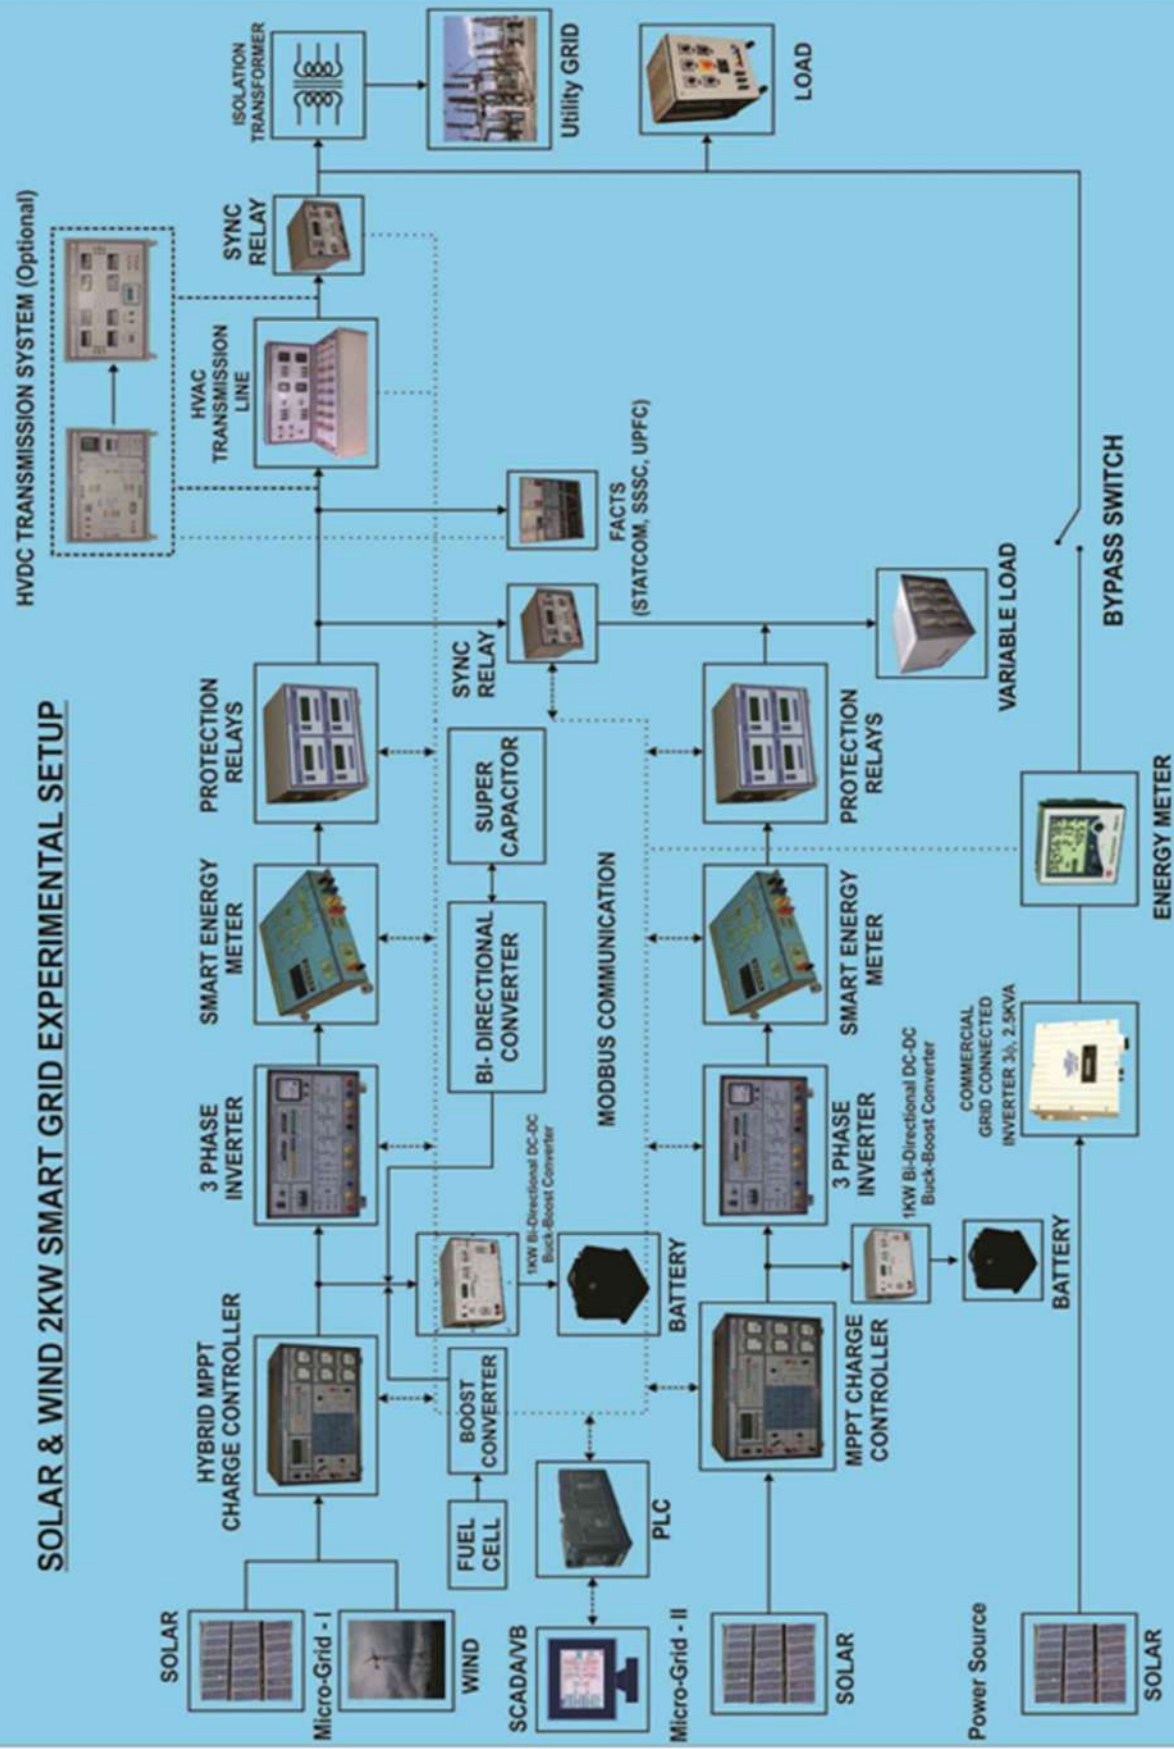 SOLAR & WIND 2KW SMART GRID EXPERIMENTAL SETUP
HVDC TRANSMISSION SYSTEM (Optional)
SOLAR
Micro-Grid - I
WIND
HYBRID MPPT
CHARGE CONTROLLER
3 PHASE
INVERTER
SMART ENERGY
METER
PROTECTION
RELAYS
HVAC
TRANSMISSION
LINE
SYNC
RELAY
ISOLATION
TRANSFORMER
Utility GRID
LOAD
FUEL
CELL
BOOST
CONVERTER
1KW Bi-Directional DC-DC
Buck-Boost Converter
BATTERY
BI- DIRECTIONAL
CONVERTER
SUPER
CAPACITOR
SYNC
RELAY
FACTS
(STATCOM, SSSC, UPFC)
SCADA/VB
PLC
MODBUS COMMUNICATION
Micro-Grid - II
SOLAR
MPPT CHARGE
CONTROLLER
3 PHASE
INVERTER
SMART ENERGY
METER
PROTECTION
RELAYS
VARIABLE LOAD
1KW Bi-Directional DC-DC
Buck-Boost Converter
BATTERY
Power Source
SOLAR
COMMERCIAL
GRID CONNECTED
INVERTER 3ϕ, 2.5KVA
ENERGY METER
BYPASS SWITCH